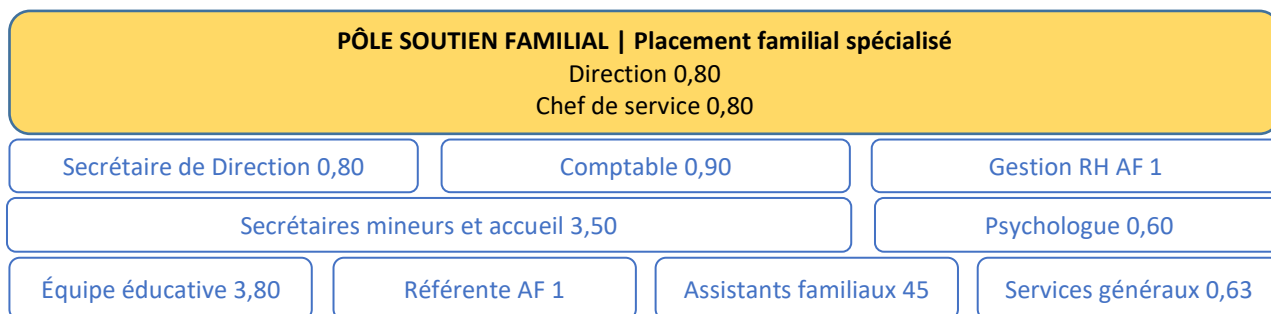 PÔLE SOUTIEN FAMILIAL | Placement familial spécialisé
Direction 0,80
Chef de service 0,80
Secrétaire de Direction 0,80
Comptable 0,90
Gestion RH AF 1
Secrétaires mineurs et accueil 3,50
Psychologue 0,60
Équipe éducative 3,80
Référente AF 1
Assistants familiaux 45
Services généraux 0,63